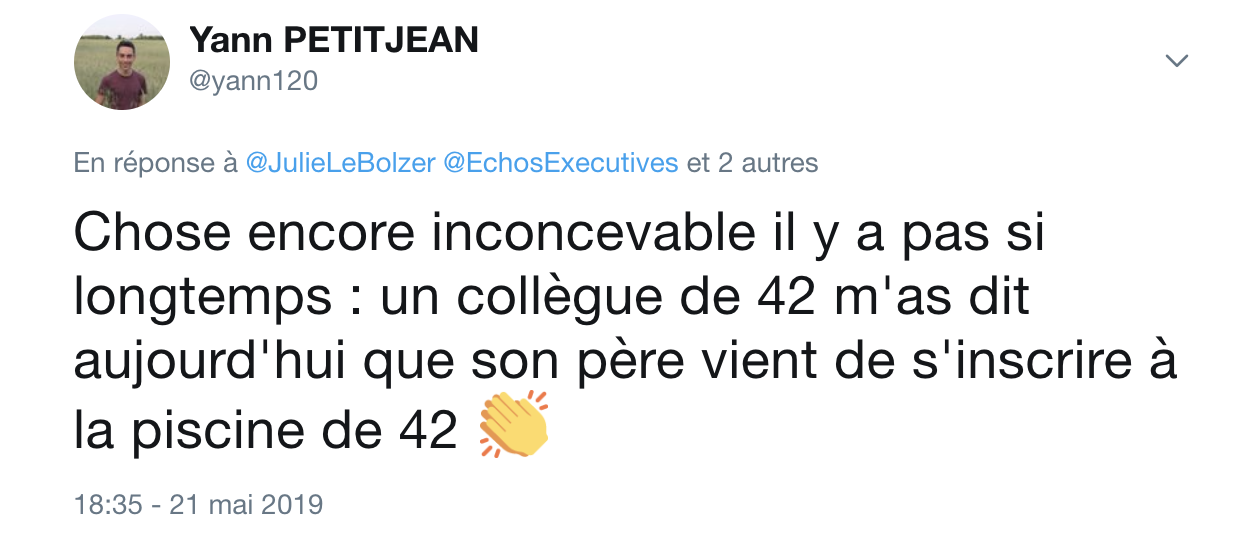 Yann PETITJEAN
@yann120
En réponse à @JulieLeBolzer @EchosExecutives et 2 autres
Chose encore inconcevable il y a pas si
longtemps : un collègue de 42 m'as dit
aujourd'hui que son père vient de s'inscrire à
la piscine de 42 👏
18:35 - 21 mai 2019